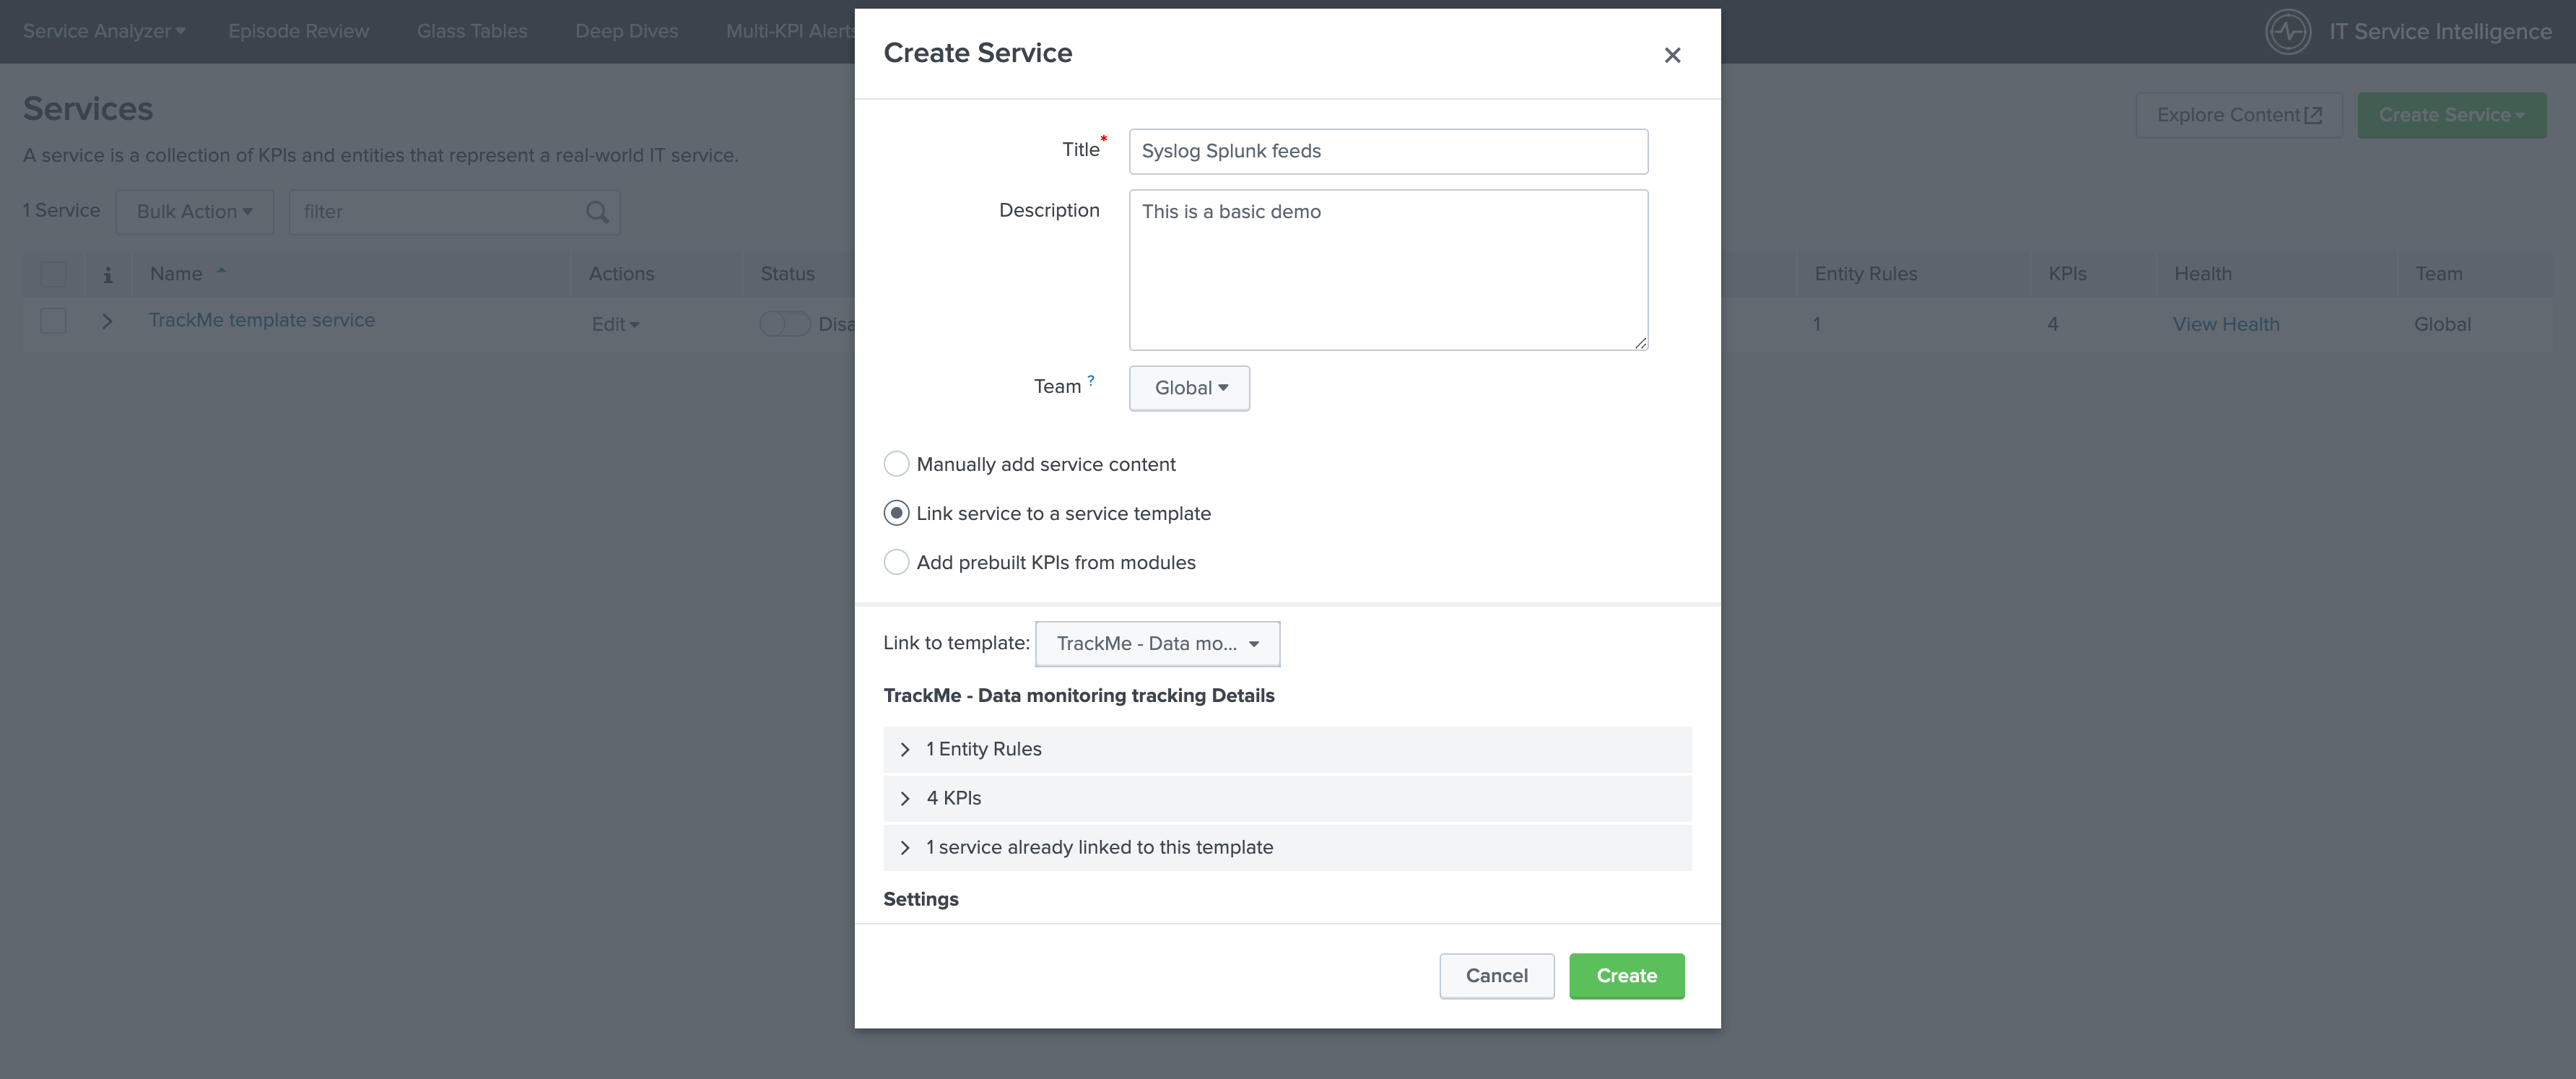 Service Analyzer Episode Review Glass Tables Deep Dives Multi-KPI Alerts IT Service Intelligence
Services
A service is a collection of KPIs and entities that represent a real-world IT service.
Explore Content Create Service
1 Service Bulk Action filter
i Name Actions Status Entity Rules KPIs Health Team
TrackMe template service Edit Disa 1 4 View Health Global
Create Service
Title*
Syslog Splunk feeds
Description
This is a basic demo
Team ?
Global
Manually add service content
Link service to a service template
Add prebuilt KPIs from modules
Link to template: TrackMe - Data mo...
TrackMe - Data monitoring tracking Details
1 Entity Rules
4 KPIs
1 service already linked to this template
Settings
Cancel Create